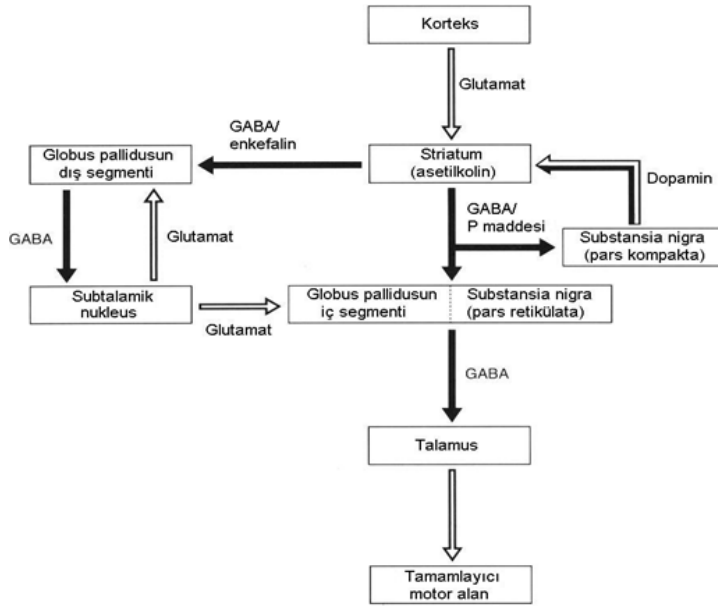 Korteks
Glutamat
GABA/
enkefalin
Globus pallidusun
dış segmenti
Striatum
(asetilkolin)
Dopamin
GABA
Glutamat
GABA/
P maddesi
Substansia nigra
(pars kompakta)
Subtalamik
nukleus
Glutamat
Globus pallidusun
iç segmenti
Substansia nigra
(pars retikülata)
GABA
Talamus
Tamamlayıcı
motor alan